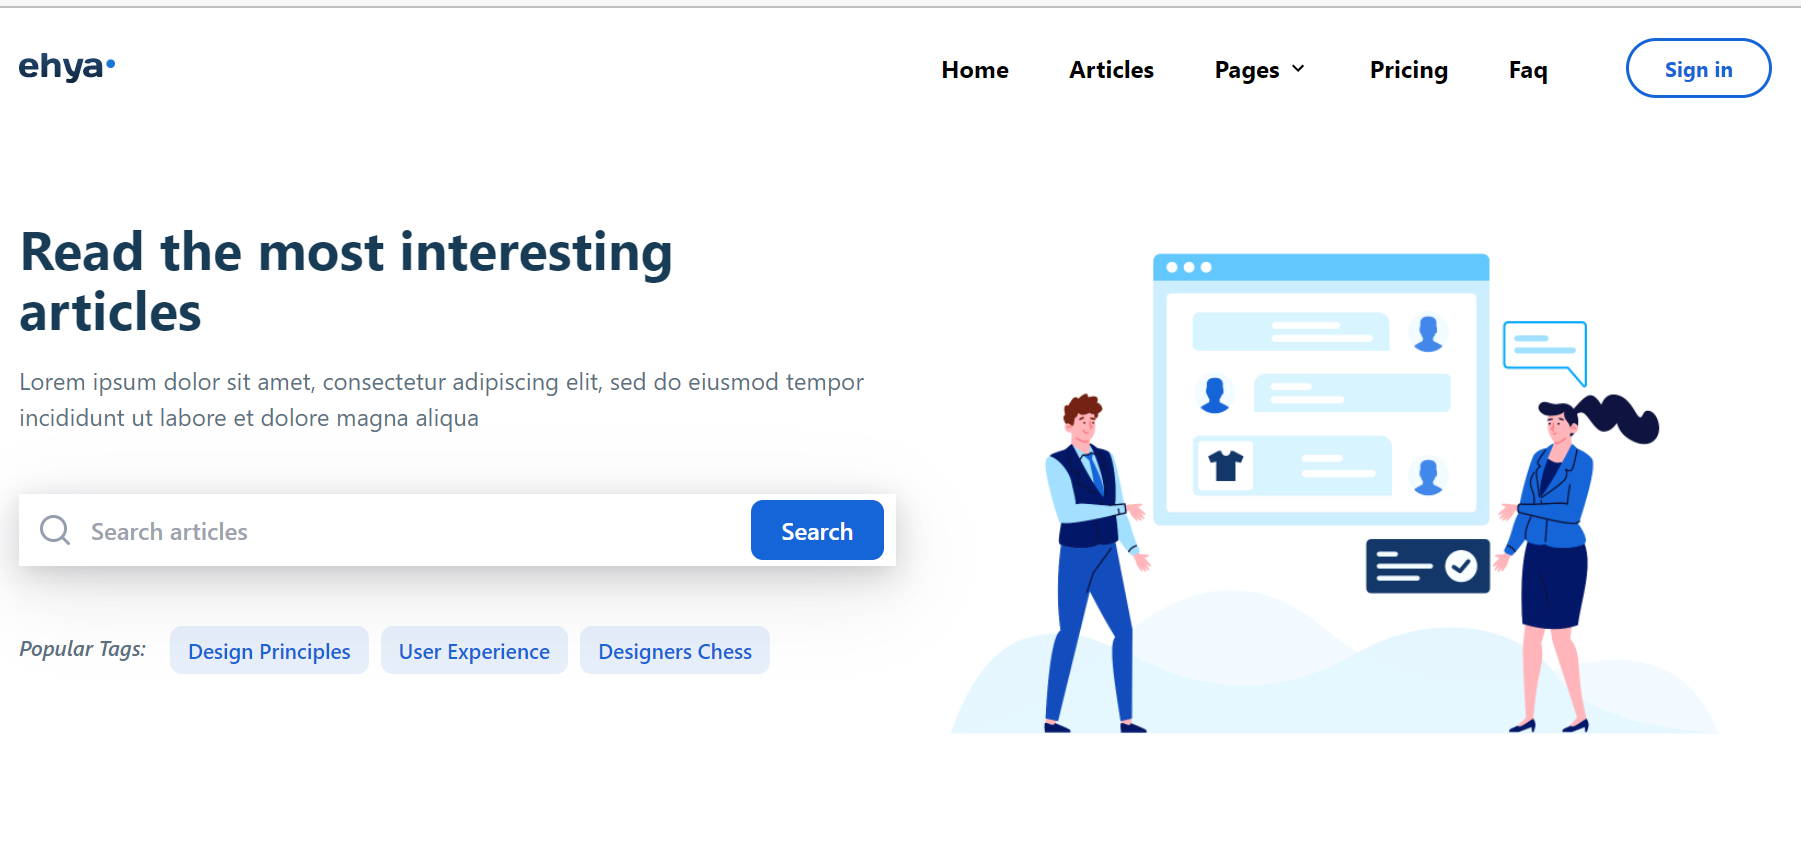 ehya
Home Articles Pages Pricing Faq Sign in
Read the most interesting
articles
Lorem ipsum dolor sit amet, consectetur adipiscing elit, sed do eiusmod tempor
incididunt ut labore et dolore magna aliqua
Search articles Search
Popular Tags: Design Principles User Experience Designers Chess